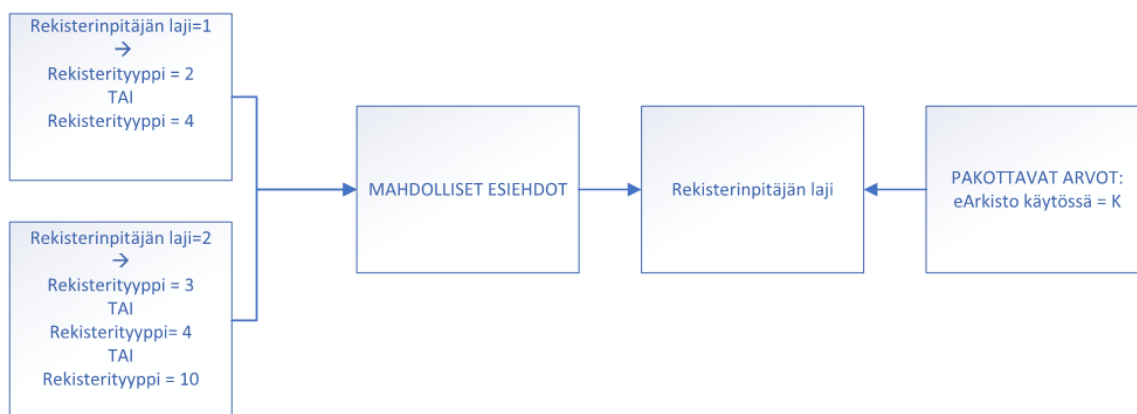 Rekisterinpitäjän laji=1
→
Rekisterityyppi = 2
TAI
Rekisterityyppi = 4
Rekisterinpitäjän laji=2
→
Rekisterityyppi = 3
TAI
Rekisterityyppi= 4
TAI
Rekisterityyppi = 10
MAHDOLLISET ESIEHDOT
Rekisterinpitäjän laji
PAKOTTAVAT ARVOT:
eArkisto käytössä = K